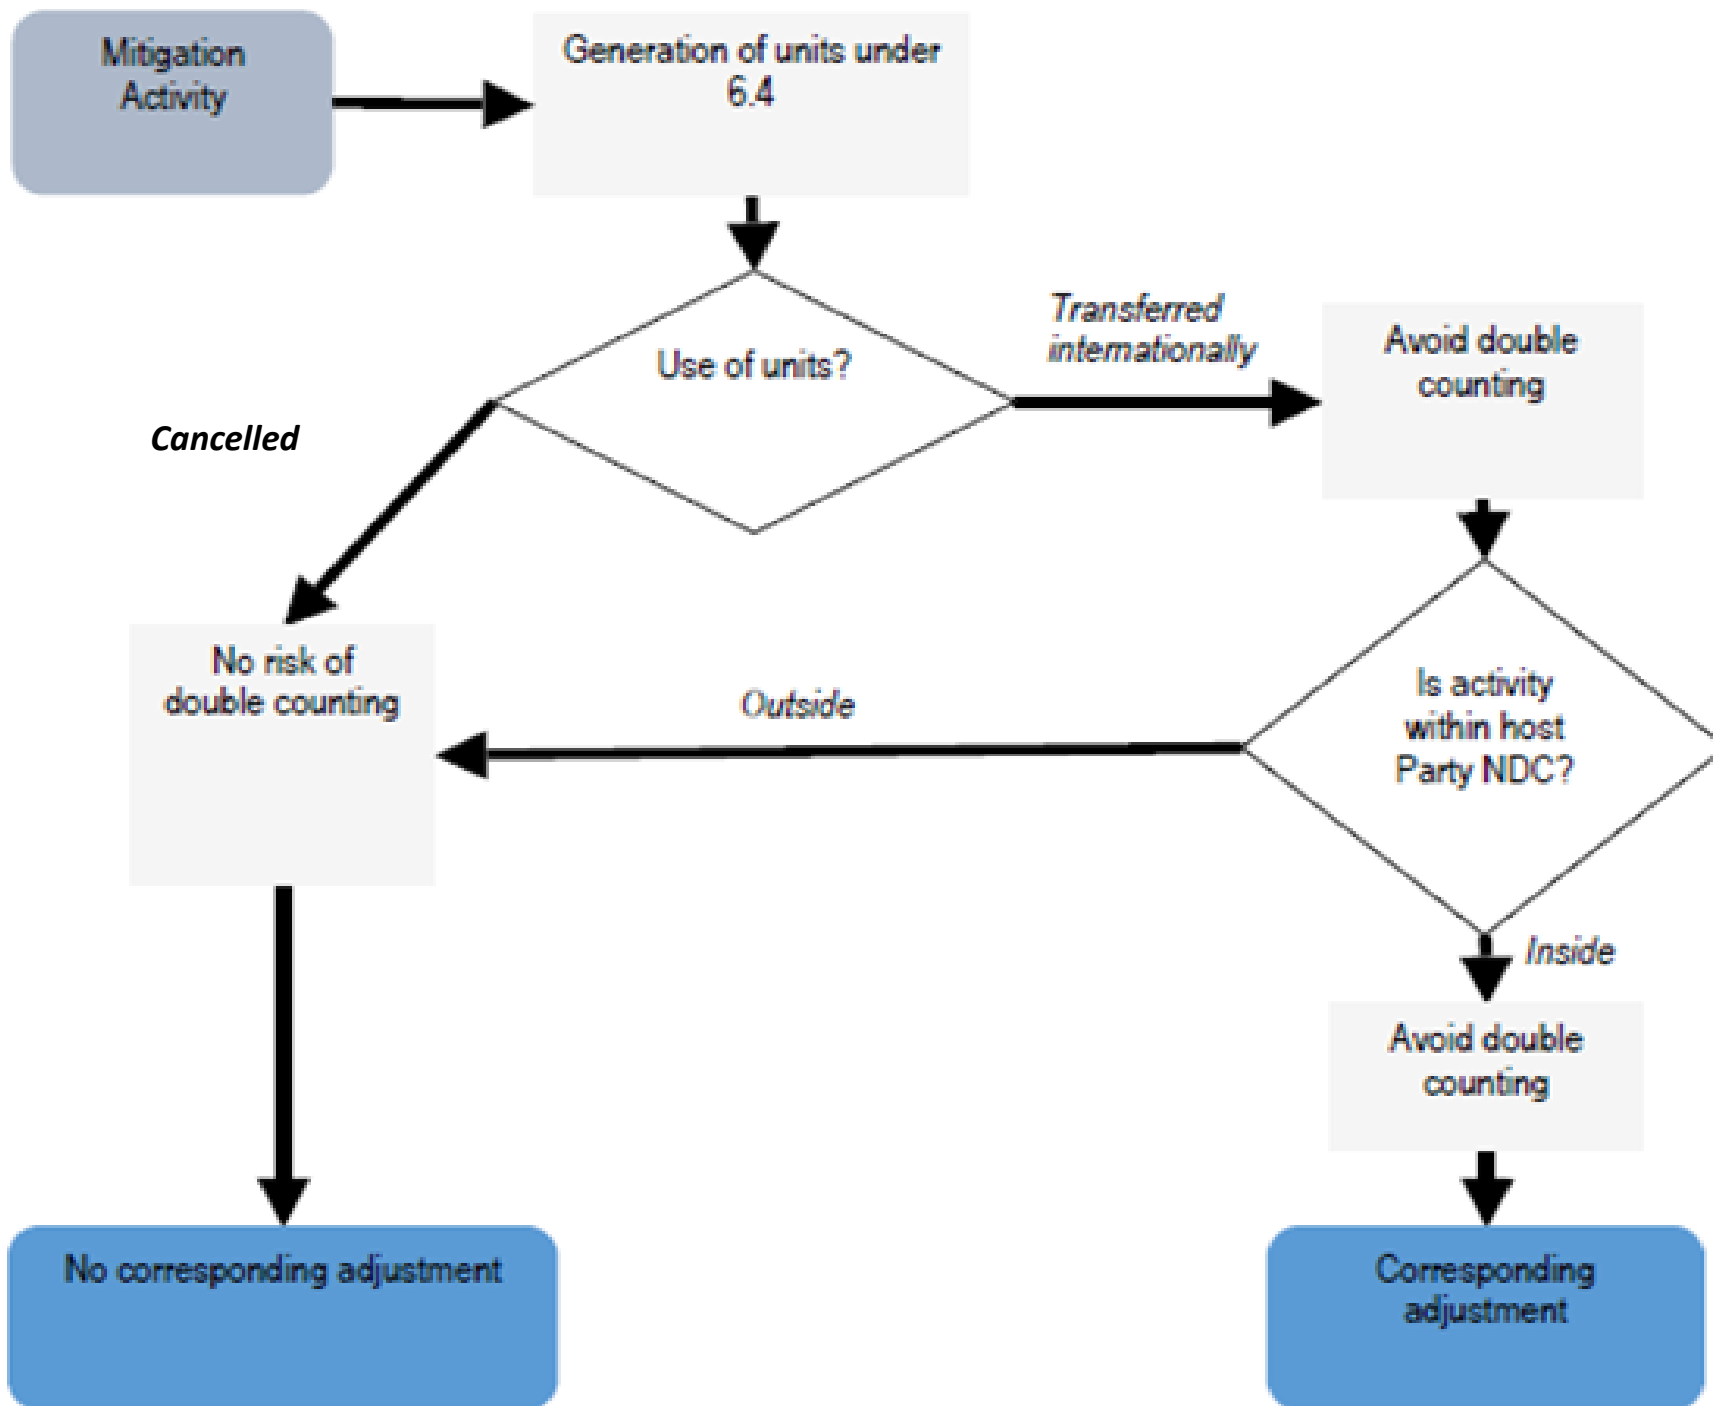 Mitigation
Activity
Generation of units under
6.4
Use of units?
Transferred
internationally
Avoid double
counting
Cancelled
No risk of
double counting
Outside
Is activity
within host
Party NDC?
Inside
Avoid double
counting
No corresponding adjustment
Corresponding
adjustment